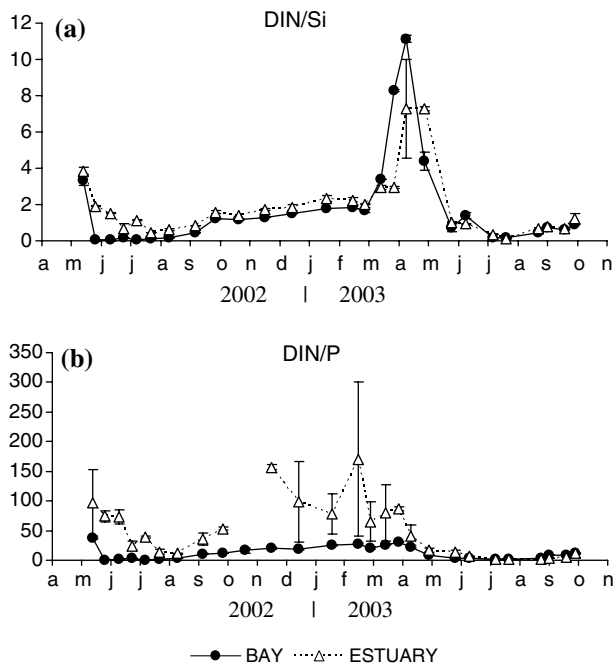 DIN/Si
(a)
12
10
8
6
4
2
0
a m j j a s o n d j f m a m j j a s o n
2002 | 2003
DIN/P
(b)
350
300
250
200
150
100
50
0
a m j j a s o n d j f m a m j j a s o n
2002 | 2003
BAY ESTUARY